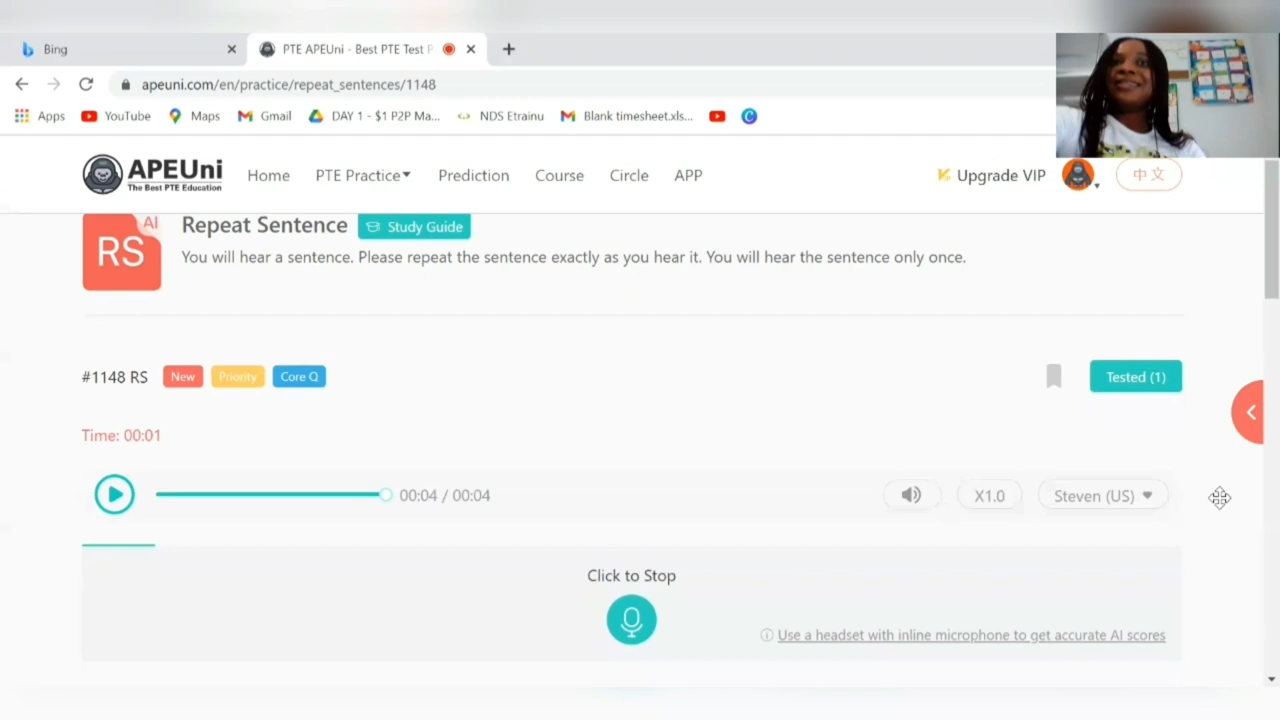 Bing
PTE APEUni - Best PTE Test P
apeuni.com/en/practice/repeat_sentences/1148
Apps YouTube Maps Gmail DAY 1 - $1 P2P Ma... NDS Etrainu Blank timesheet.xls...
APEUni
The Best PTE Education
Home PTE Practice Prediction Course Circle APP Upgrade VIP 中文
RS AI
Repeat Sentence Study Guide
You will hear a sentence. Please repeat the sentence exactly as you hear it. You will hear the sentence only once.
#1148 RS New Priority Core Q Tested (1)
Time: 00:01
00:04 / 00:04 X1.0 Steven (US)
Click to Stop
Use a headset with inline microphone to get accurate AI scores